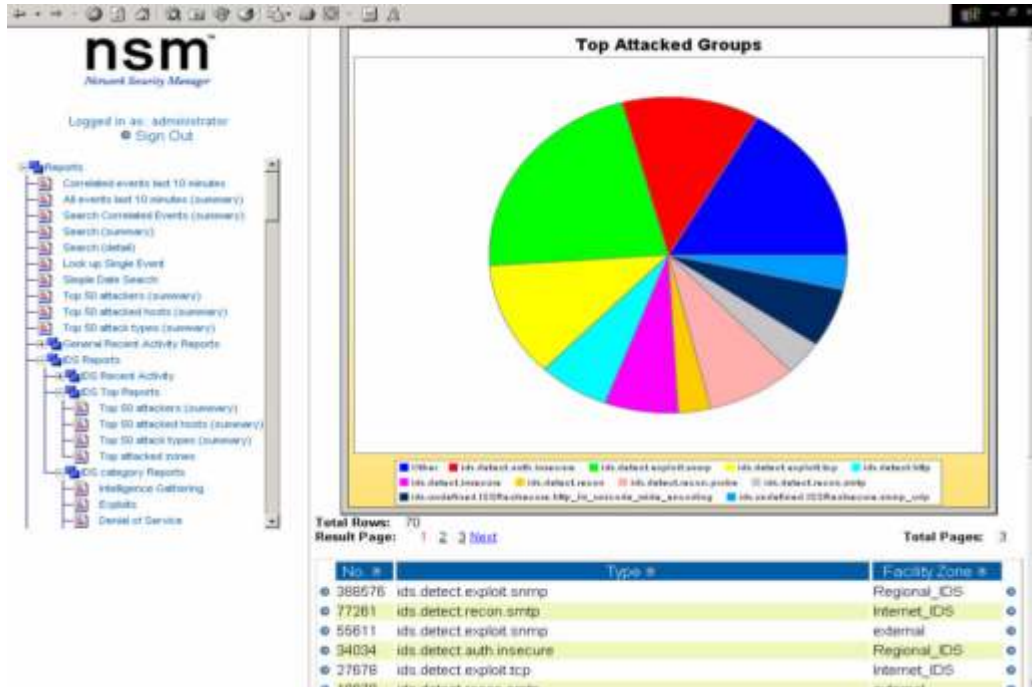 nsm™
Network Security Manager
Logged in as: administrator
Sign Out
Reports
Correlated events last 10 minutes
All events last 10 minutes (summary)
Search Correlated Events (summary)
Search (summary)
Search (detail)
Look up Single Event
Simple Date Search
Top 50 attackers (summary)
Top 50 attacked hosts (summary)
Top 50 attack types (summary)
General Recent Activity Reports
IDS Reports
IDS Recent Activity
IDS Top Reports
Top 50 attackers (summary)
Top 50 attacked hosts (summary)
Top 50 attack types (summary)
Top attacked zones
IDS category Reports
Intelligence Gathering
Exploits
Denial of Service
Top Attacked Groups
Other ids.detect.auth.insecure ids.detect.exploit.snmp ids.detect.exploit.tcp ids.detect.http
ids.detect.insecure ids.detect.recon ids.detect.recon.probe ids.detect.recon.smtp
Total Rows: 70
Result Page: 1 2 3 Next
Total Pages: 3
No. Type Facility Zone
388576 ids.detect.exploit.snmp Regional_IDS
77261 ids.detect.recon.smtp Internet_IDS
55611 ids.detect.exploit.snmp external
34034 ids.detect.auth.insecure Regional_IDS
27678 ids.detect.exploit.tcp Internet_IDS